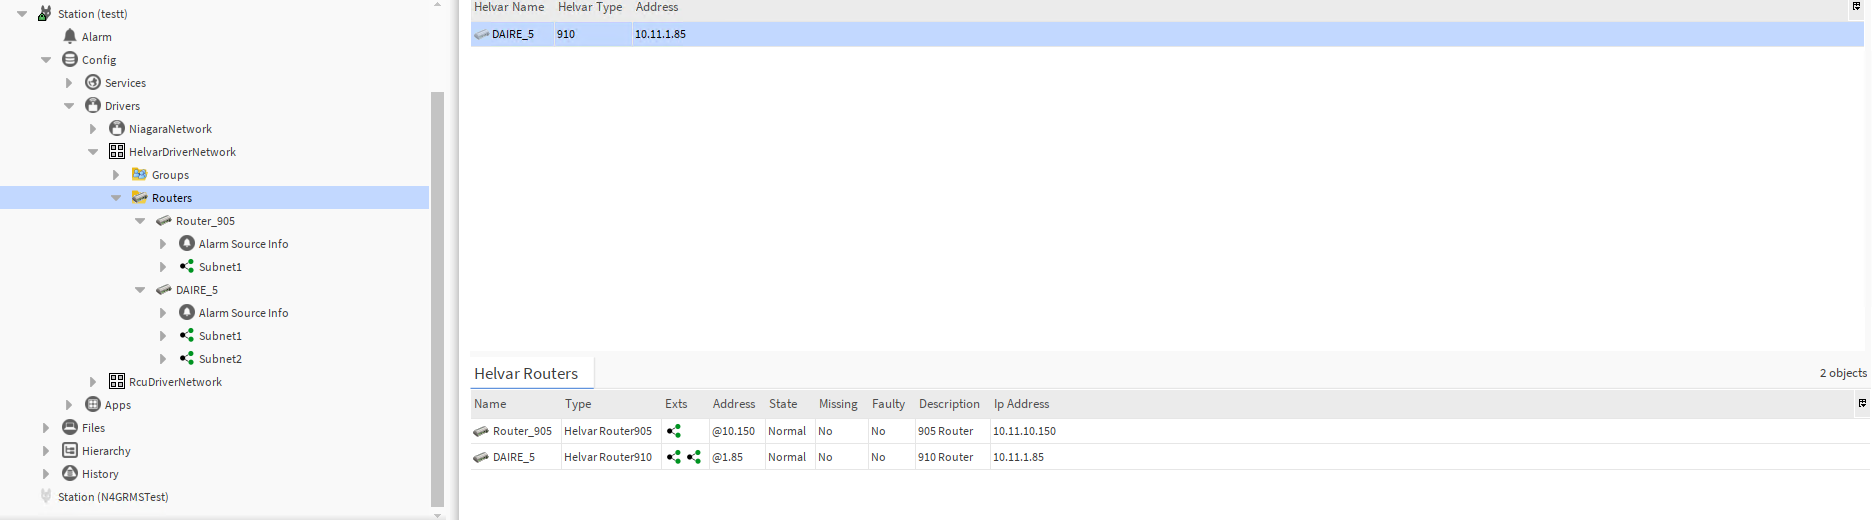 Station (testt)
Alarm
Config
Services
Drivers
NiagaraNetwork
HelvarDriverNetwork
Groups
Routers
Router_905
Alarm Source Info
Subnet1
DAIRE_5
Alarm Source Info
Subnet1
Subnet2
RcuDriverNetwork
Apps
Files
Hierarchy
History
Station (N4GRMSTest)
Helvar Name Helvar Type Address
DAIRE_5 910 10.11.1.85
Helvar Routers 2 objects
Name Type Exts Address State Missing Faulty Description Ip Address
Router_905 Helvar Router905 @10.150 Normal No No 905 Router 10.11.10.150
DAIRE_5 Helvar Router910 @1.85 Normal No No 910 Router 10.11.1.85